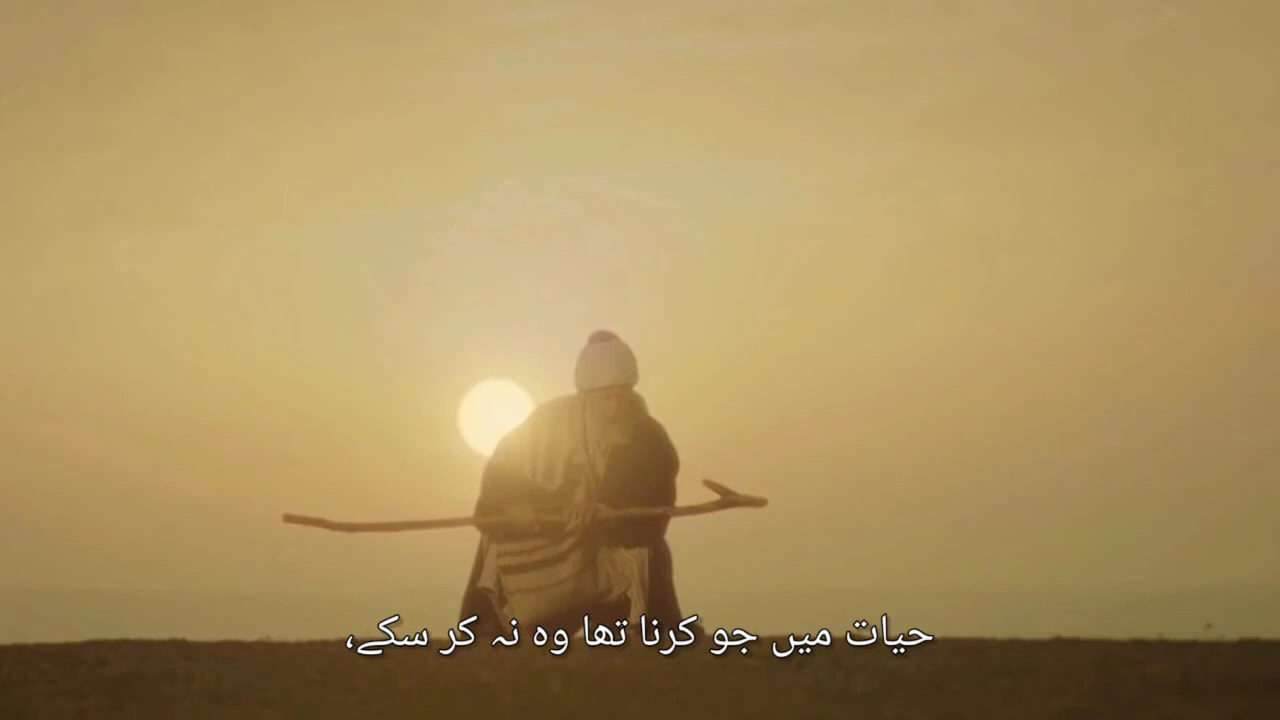 حیات میں جو کرنا تھا وہ نہ کر سکے،